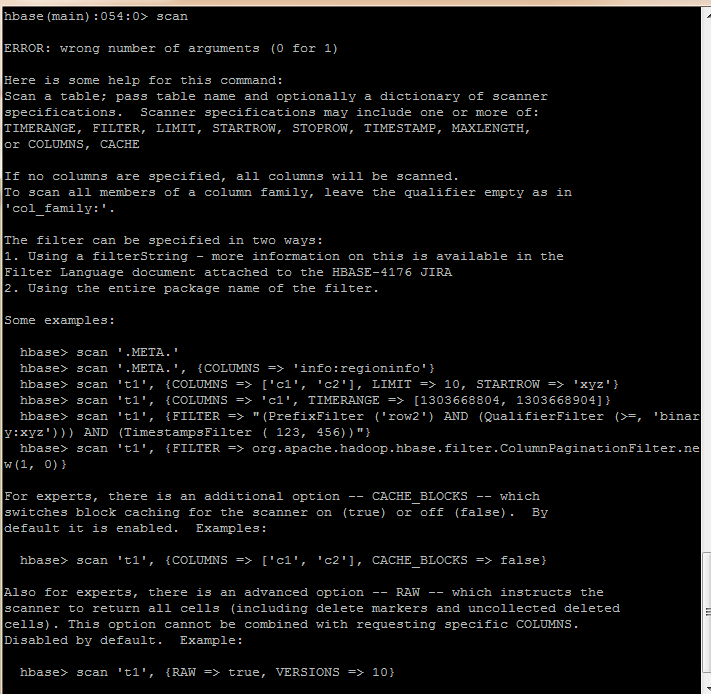 hbase(main):054:0> scan
ERROR: wrong number of arguments (0 for 1)
Here is some help for this command:
Scan a table; pass table name and optionally a dictionary of scanner
specifications.  Scanner specifications may include one or more of:
TIMERANGE, FILTER, LIMIT, STARTROW, STOPROW, TIMESTAMP, MAXLENGTH,
or COLUMNS, CACHE
If no columns are specified, all columns will be scanned.
To scan all members of a column family, leave the qualifier empty as in
'col_family:'.
The filter can be specified in two ways:
1. Using a filterString - more information on this is available in the
Filter Language document attached to the HBASE-4176 JIRA
2. Using the entire package name of the filter.
Some examples:
  hbase> scan '.META.'
  hbase> scan '.META.', {COLUMNS => 'info:regioninfo'}
  hbase> scan 't1', {COLUMNS => ['c1', 'c2'], LIMIT => 10, STARTROW => 'xyz'}
  hbase> scan 't1', {COLUMNS => 'c1', TIMERANGE => [1303668804, 1303668904]}
  hbase> scan 't1', {FILTER => "(PrefixFilter ('row2') AND (QualifierFilter (>=, 'binar
y:xyz'))) AND (TimestampsFilter ( 123, 456))"}
  hbase> scan 't1', {FILTER => org.apache.hadoop.hbase.filter.ColumnPaginationFilter.ne
w(1, 0)}
For experts, there is an additional option -- CACHE_BLOCKS -- which
switches block caching for the scanner on (true) or off (false).  By
default it is enabled.  Examples:
  hbase> scan 't1', {COLUMNS => ['c1', 'c2'], CACHE_BLOCKS => false}
Also for experts, there is an advanced option -- RAW -- which instructs the
scanner to return all cells (including delete markers and uncollected deleted
cells). This option cannot be combined with requesting specific COLUMNS.
Disabled by default.  Example:
  hbase> scan 't1', {RAW => true, VERSIONS => 10}